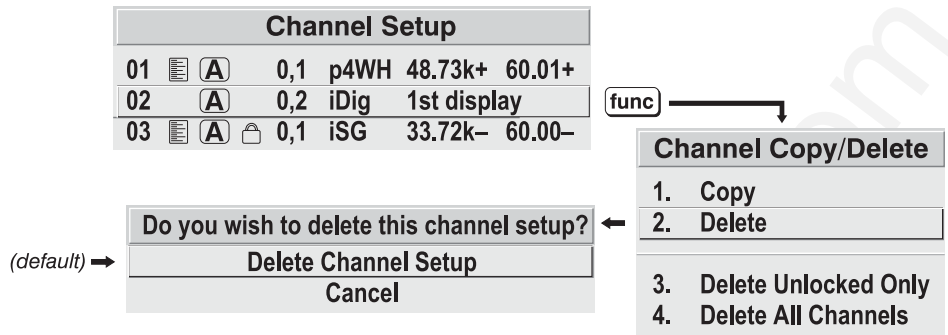 Channel Setup
01 A 0,1 p4WH 48.73k+ 60.01+
02 A 0,2 iDig 1st display
03 A 0,1 iSG 33.72k– 60.00–
func
Channel Copy/Delete
1. Copy
2. Delete
3. Delete Unlocked Only
4. Delete All Channels
Do you wish to delete this channel setup?
(default) Delete Channel Setup
Cancel